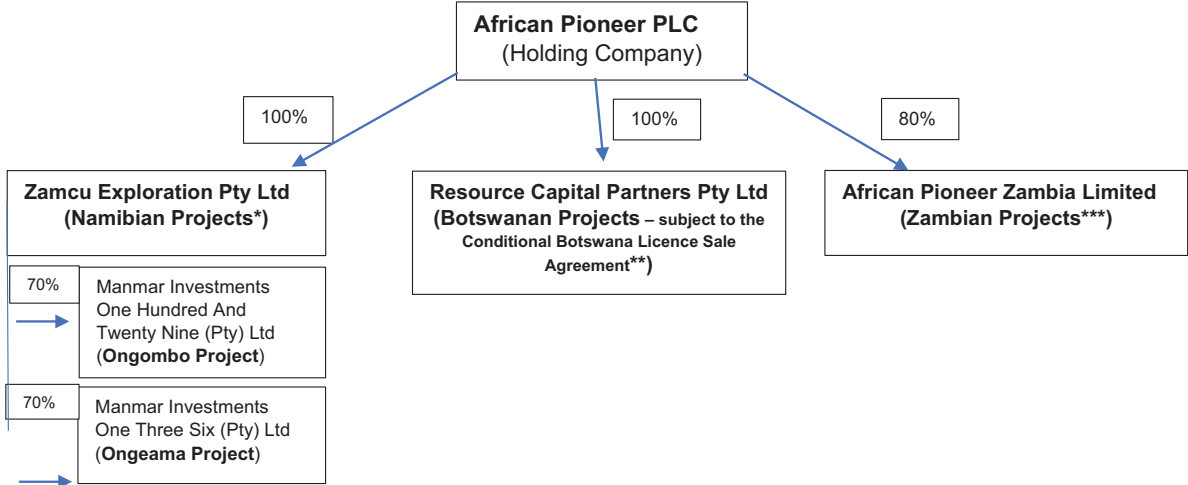 African Pioneer PLC
(Holding Company)
100%
100%
80%
Zamcu Exploration Pty Ltd
(Namibian Projects*)
Resource Capital Partners Pty Ltd
(Botswanan Projects – subject to the
Conditional Botswana Licence Sale
Agreement**)
African Pioneer Zambia Limited
(Zambian Projects***)
70%
Manmar Investments
One Hundred And
Twenty Nine (Pty) Ltd
(Ongombo Project)
70%
Manmar Investments
One Three Six (Pty) Ltd
(Ongeama Project)